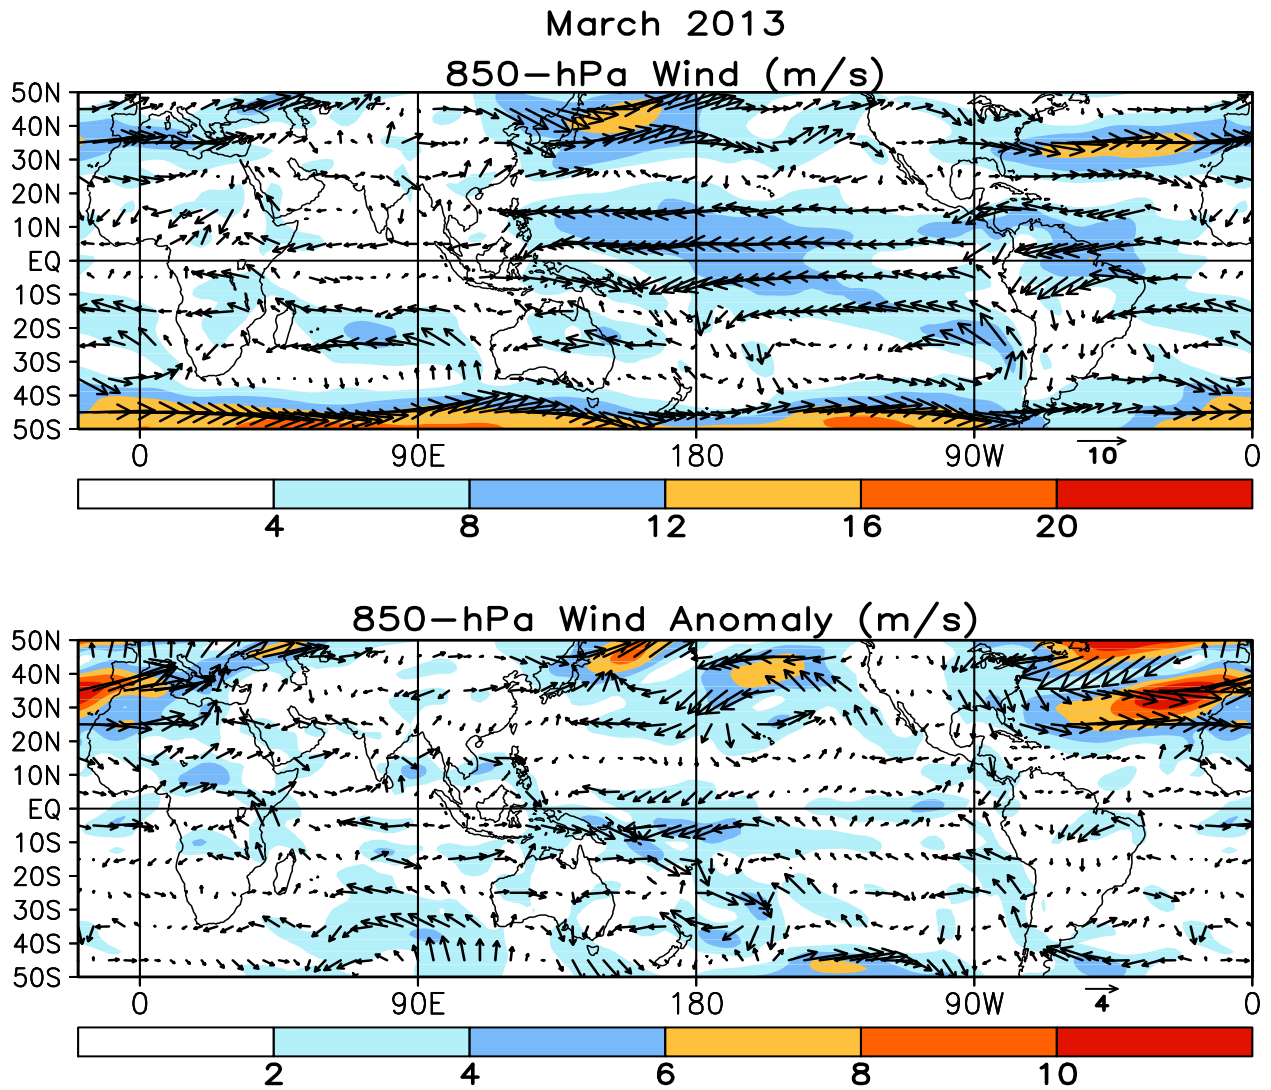 March 2013
850-hPa Wind (m/s)
50N
40N
30N
20N
10N
EQ
10S
20S
30S
40S
50S
0 90E 180 90W 0
10
4 8 12 16 20
850-hPa Wind Anomaly (m/s)
50N
40N
30N
20N
10N
EQ
10S
20S
30S
40S
50S
0 90E 180 90W 0
4
2 4 6 8 10